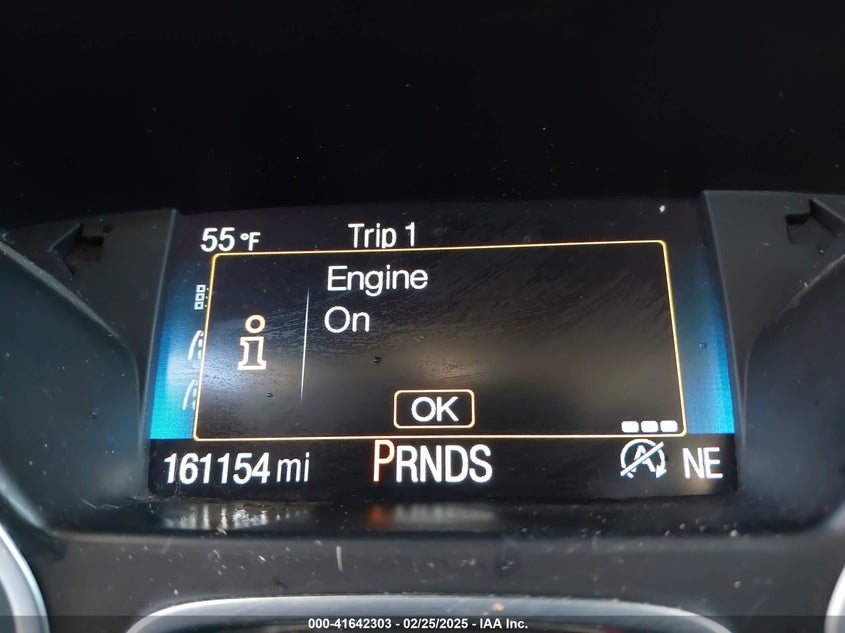 55 °F Trip 1
Engine
On
i
OK
161154 mi PRNDS A NE
000-41642303 / 02/25/2025 - IAA Inc.